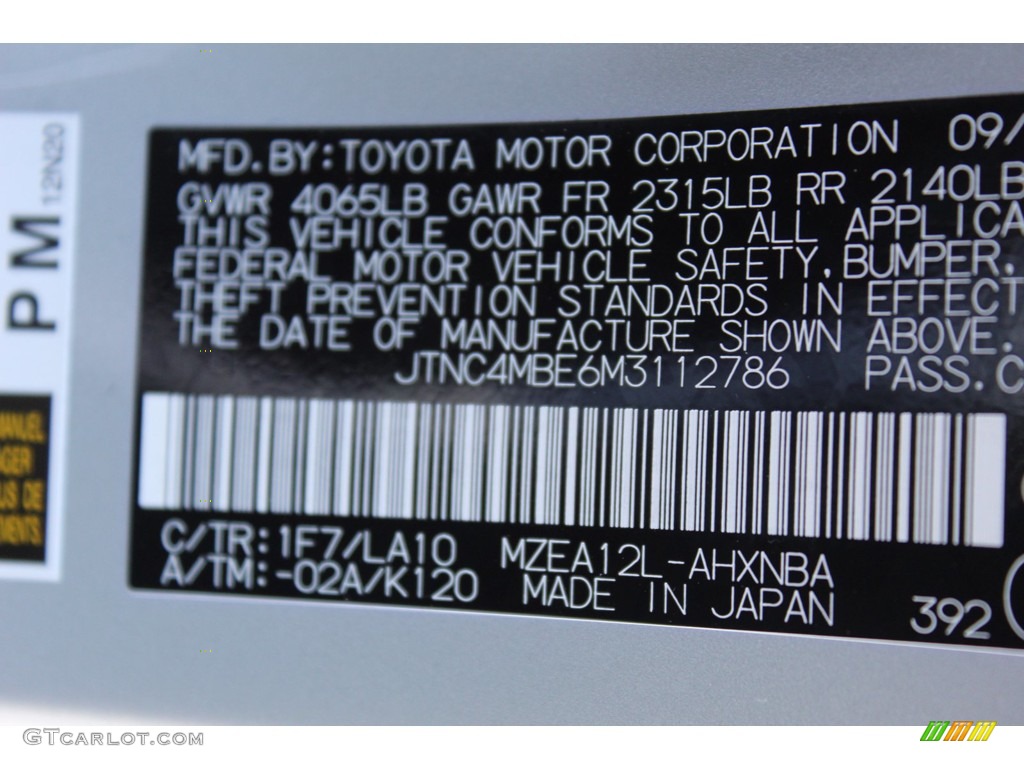 12N20
PM
MANUEL
MFD.BY:TOYOTA MOTOR CORPORATION 09/
GVWR 4065LB GAWR FR 2315LB RR 2140LB
THIS VEHICLE CONFORMS TO ALL APPLICA
FEDERAL MOTOR VEHICLE SAFETY, BUMPER,
THEFT PREVENTION STANDARDS IN EFFECT
THE DATE OF MANUFACTURE SHOWN ABOVE.
JTNC4MBE6M3112786 PASS.C
C/TR:1F7/LA10 MZEA12L-AHXNBA
A/TM:-02A/K120 MADE IN JAPAN 392
GTCARLOT.COM